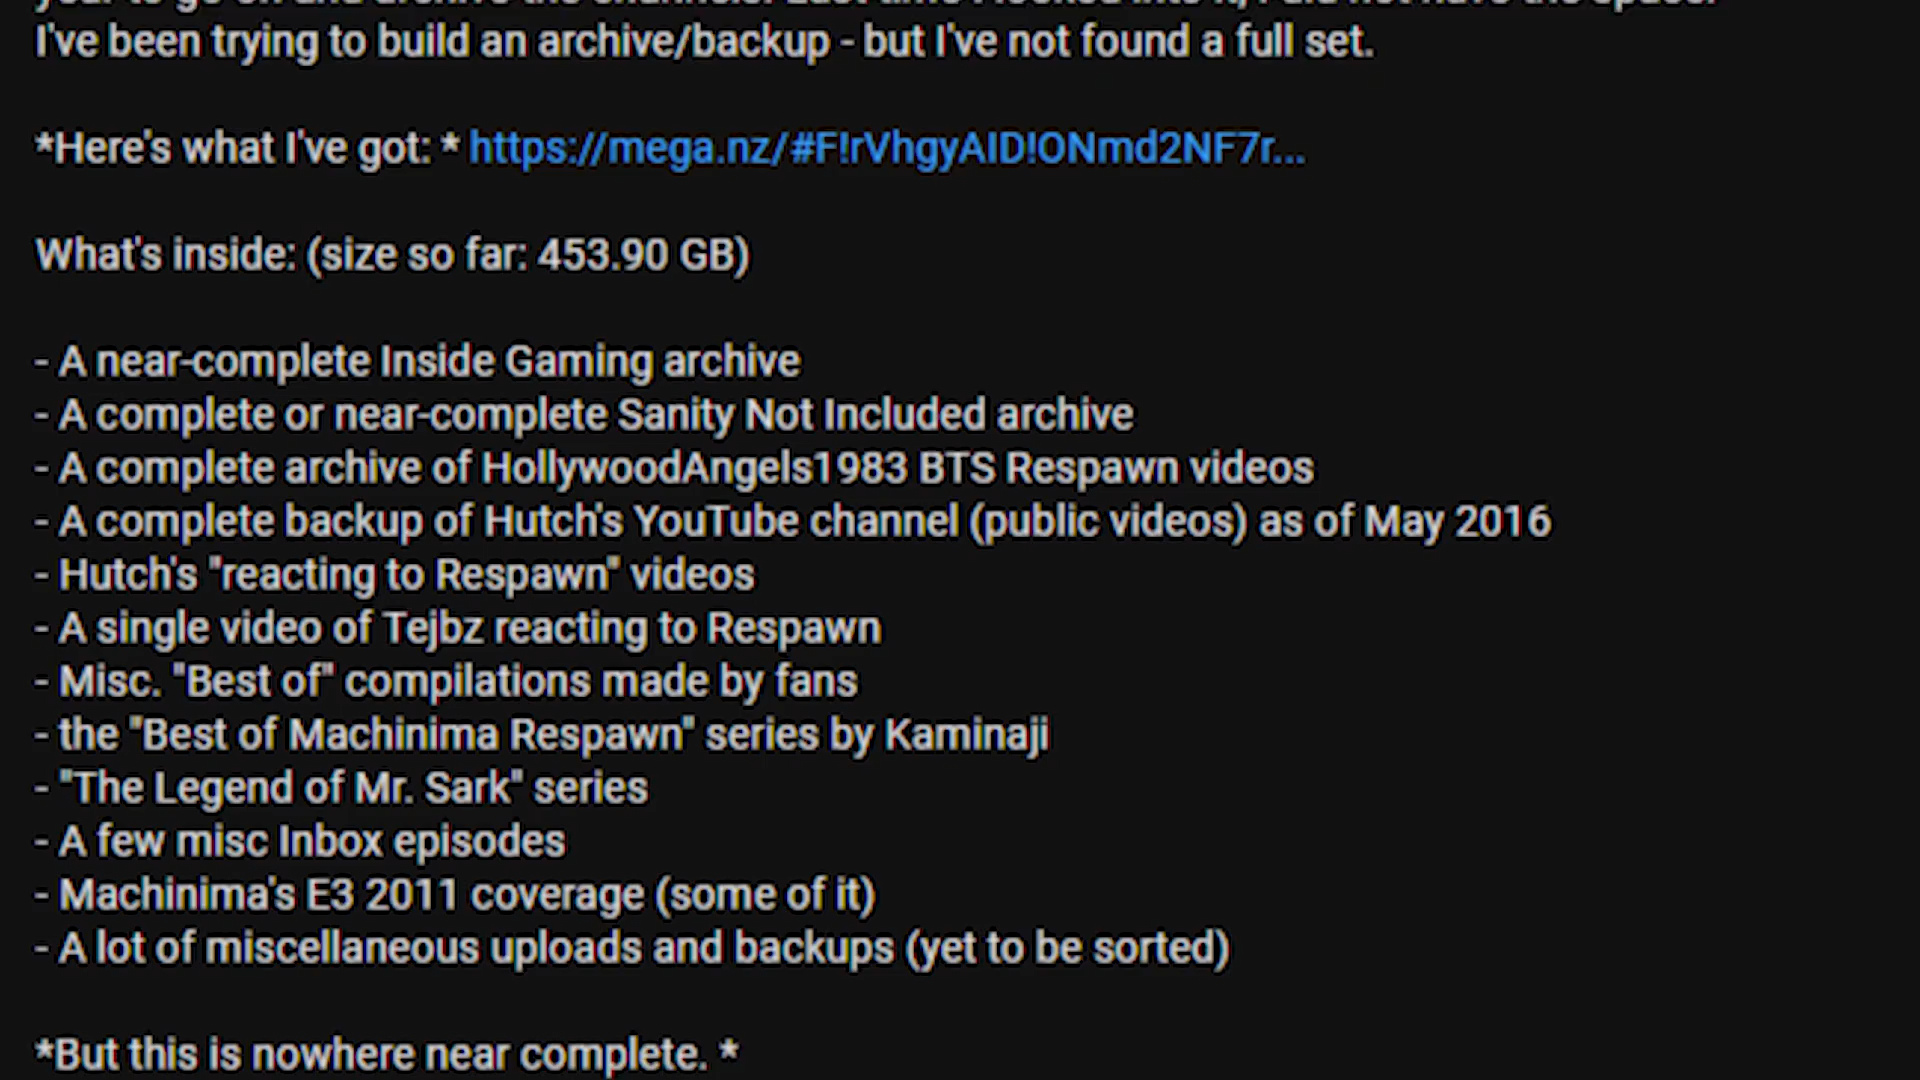 I've been trying to build an archive/backup - but I've not found a full set.
*Here's what I've got: * https://mega.nz/#F!rVhgyAID!ONmd2NF7r...
What's inside: (size so far: 453.90 GB)
- A near-complete Inside Gaming archive
- A complete or near-complete Sanity Not Included archive
- A complete archive of HollywoodAngels1983 BTS Respawn videos
- A complete backup of Hutch's YouTube channel (public videos) as of May 2016
- Hutch's "reacting to Respawn" videos
- A single video of Tejbz reacting to Respawn
- Misc. "Best of" compilations made by fans
- the "Best of Machinima Respawn" series by Kaminaji
- "The Legend of Mr. Sark" series
- A few misc Inbox episodes
- Machinima's E3 2011 coverage (some of it)
- A lot of miscellaneous uploads and backups (yet to be sorted)
*But this is nowhere near complete. *